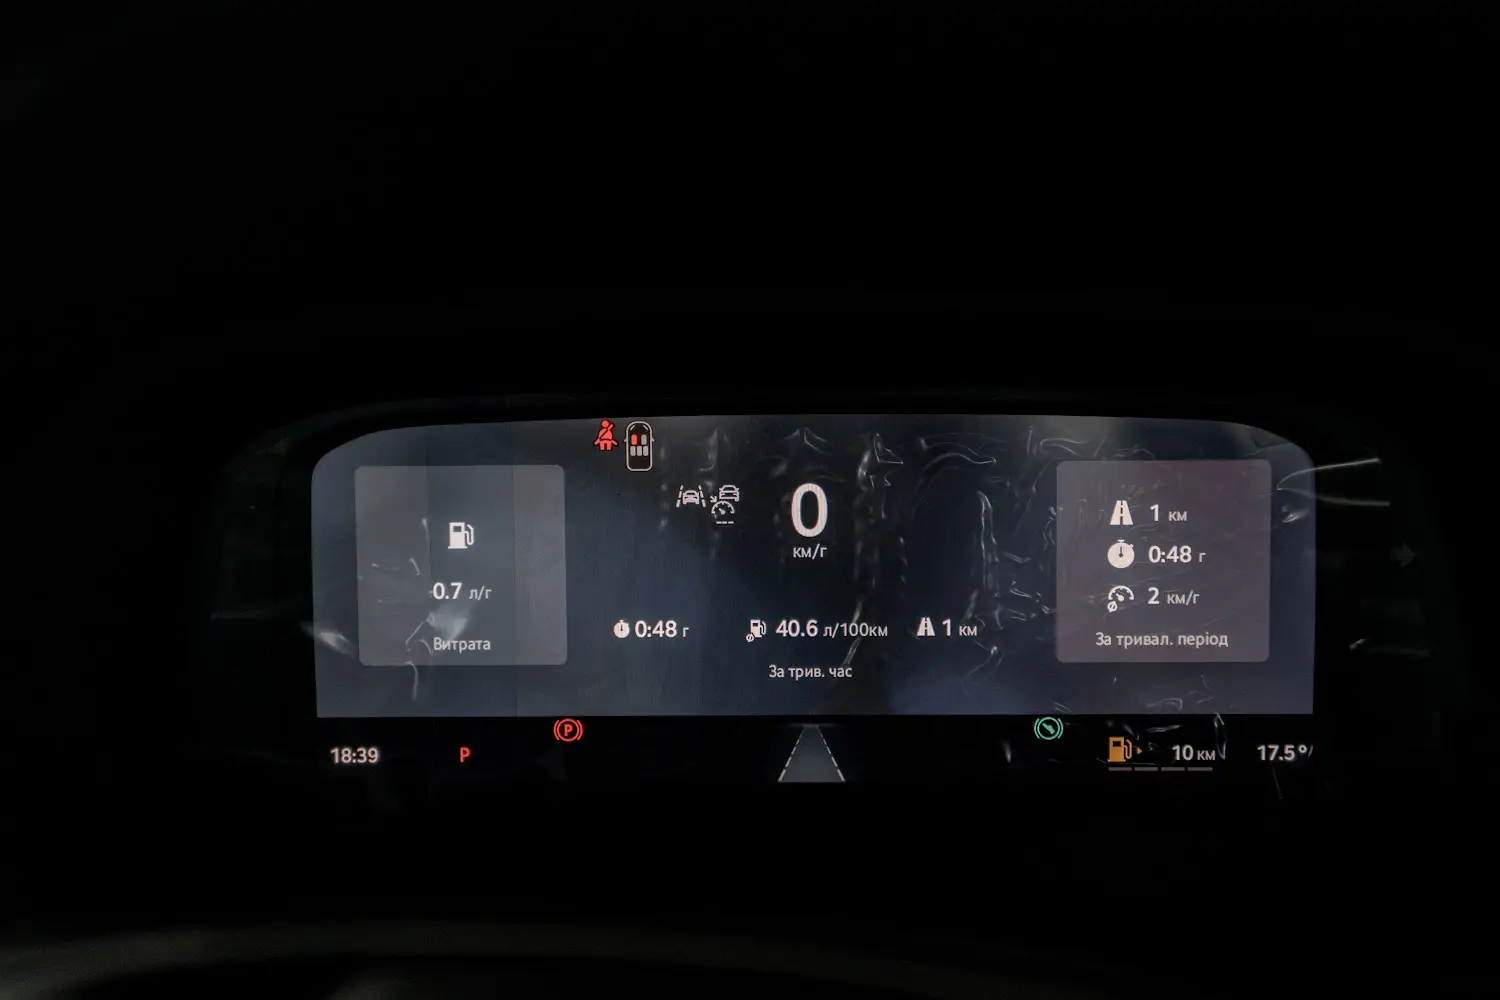 0
км/г
0.7 л/г
Витрата
0:48 г
40.6 л/100км
1 км
За трив. час
1 км
0:48 г
2 км/г
За тривал. період
18:39
P
P
10 км
17.5°